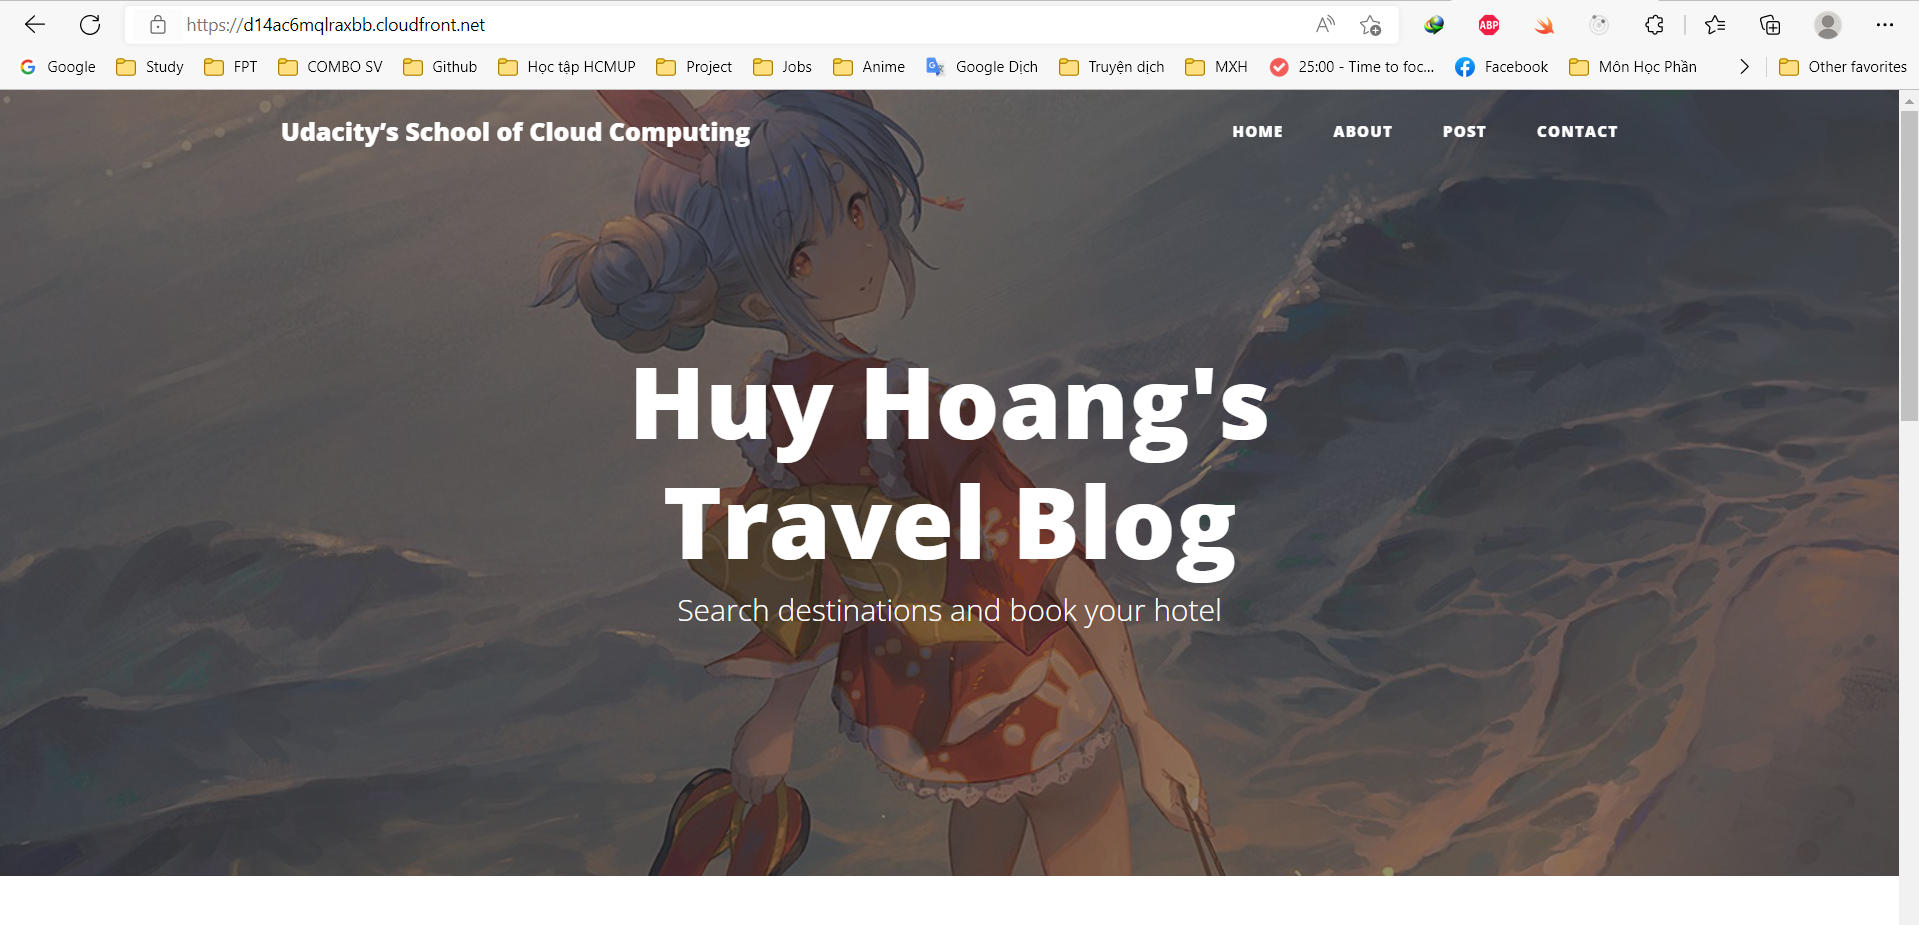 https://d14ac6mqlraxbb.cloudfront.net
Google Study FPT COMBO SV Github Học tập HCMUP Project Jobs Anime Google Dịch Truyện dịch MXH 25:00 - Time to foc... Facebook Môn Học Phần Other favorites
Udacity’s School of Cloud Computing HOME ABOUT POST CONTACT
Huy Hoang's
Travel Blog
Search destinations and book your hotel